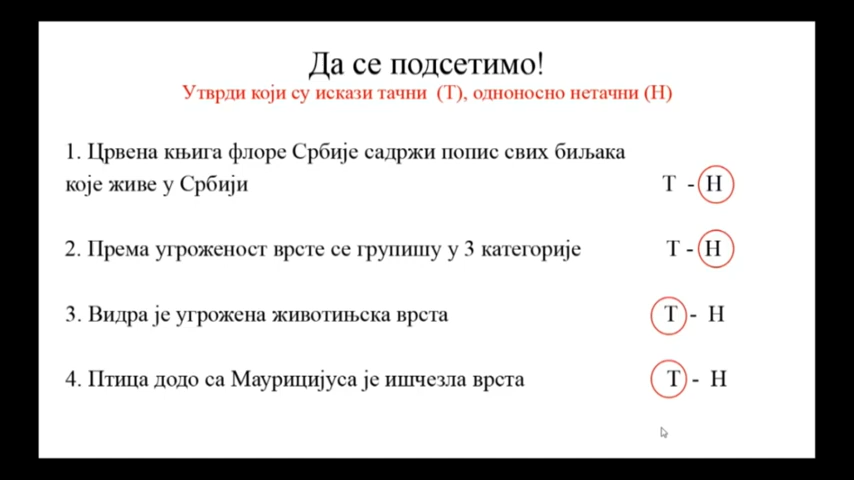 Да се подсетимо!
Утврди који су искази тачни (Т), одноносно нетачни (Н)
1. Црвена књига флоре Србије садржи попис свих биљака
које живе у Србији Т - Н
2. Према угроженост врсте се групишу у 3 категорије Т - Н
3. Видра је угрожена животињска врста Т - Н
4. Птица додо са Маурицијуса је ишчезла врста Т - Н